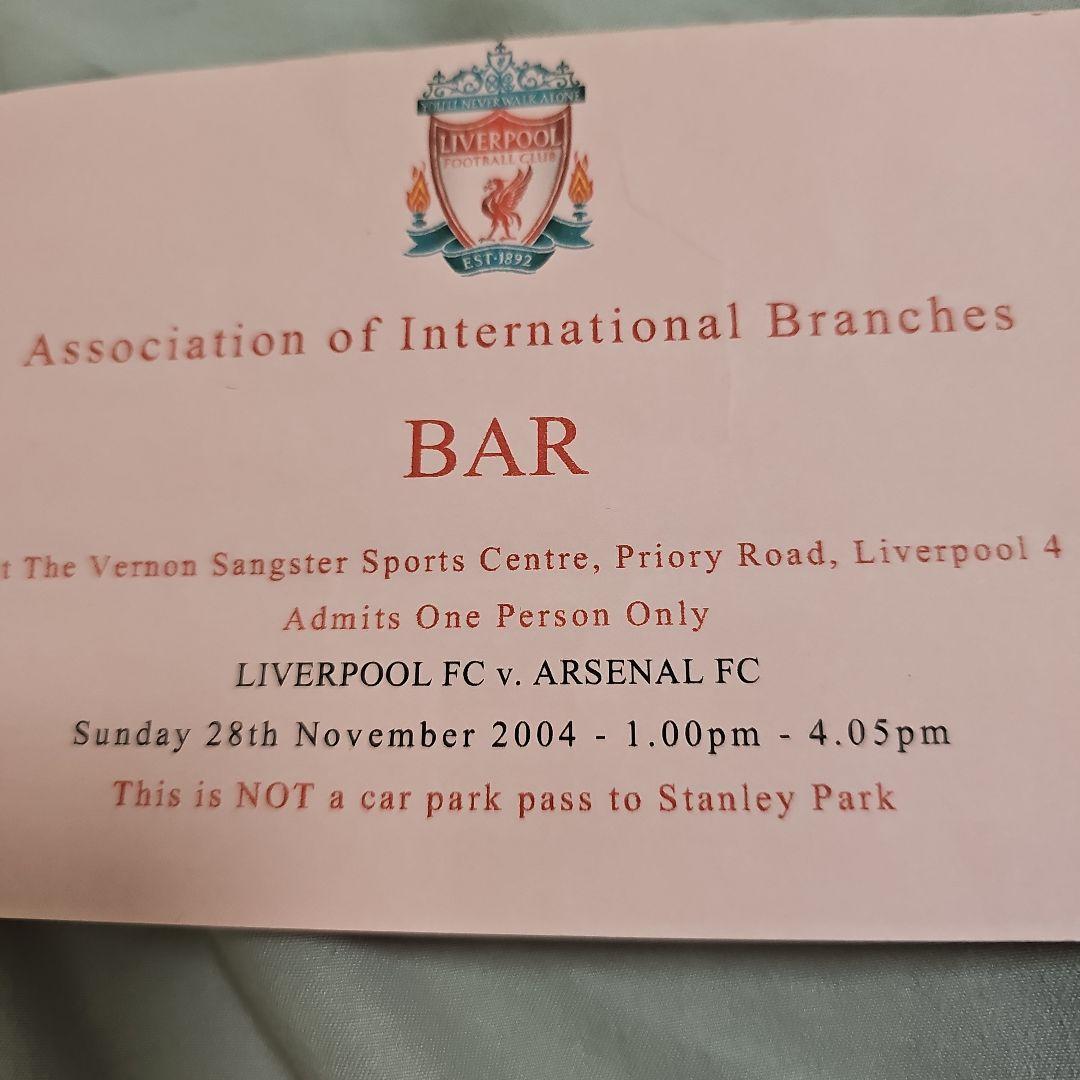 YOU'LL NEVER WALK ALONE
LIVERPOOL
FOOTBALL CLUB
EST·1892
Association of International Branches
BAR
t The Vernon Sangster Sports Centre, Priory Road, Liverpool 4
Admits One Person Only
LIVERPOOL FC v. ARSENAL FC
Sunday 28th November 2004 - 1.00pm - 4.05pm
This is NOT a car park pass to Stanley Park